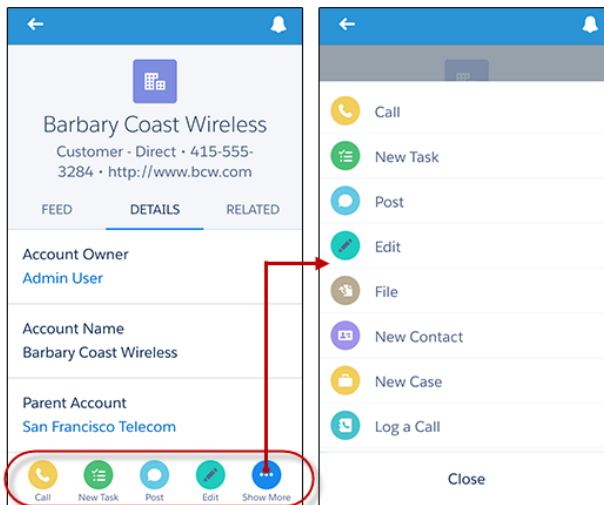 Barbary Coast Wireless
Customer - Direct • 415-555-
3284 • http://www.bcw.com
FEED DETAILS RELATED
Account Owner
Admin User
Account Name
Barbary Coast Wireless
Parent Account
San Francisco Telecom
Call New Task Post Edit Show More
Call
New Task
Post
Edit
File
New Contact
New Case
Log a Call
Close